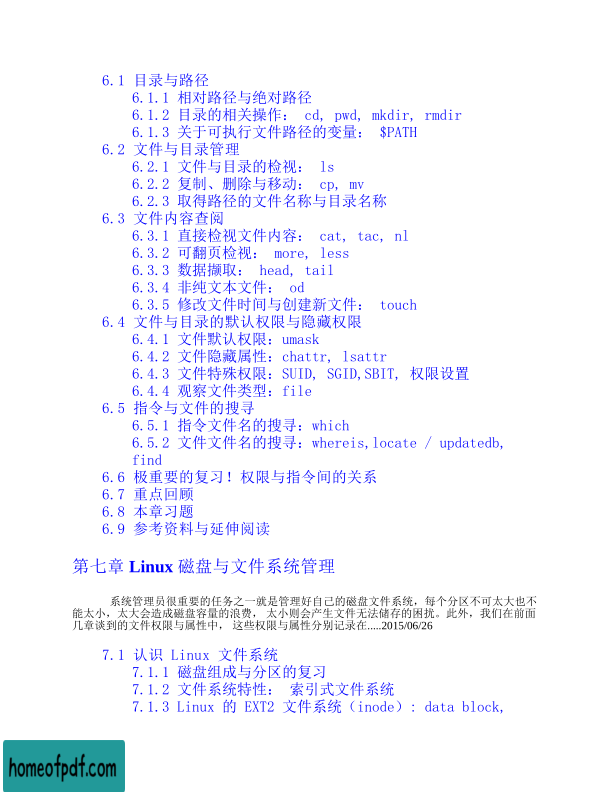 6.1 目录与路径
6.1.1 相对路径与绝对路径
6.1.2 目录的相关操作： cd, pwd, mkdir, rmdir
6.1.3 关于可执行文件路径的变量： $PATH
6.2 文件与目录管理
6.2.1 文件与目录的检视： ls
6.2.2 复制、删除与移动： cp, mv
6.2.3 取得路径的文件名称与目录名称
6.3 文件内容查阅
6.3.1 直接检视文件内容： cat, tac, nl
6.3.2 可翻页检视： more, less
6.3.3 数据撷取： head, tail
6.3.4 非纯文本文件： od
6.3.5 修改文件时间与创建新文件： touch
6.4 文件与目录的默认权限与隐藏权限
6.4.1 文件默认权限：umask
6.4.2 文件隐藏属性：chattr, lsattr
6.4.3 文件特殊权限：SUID, SGID,SBIT, 权限设置
6.4.4 观察文件类型：file
6.5 指令与文件的搜寻
6.5.1 指令文件名的搜寻：which
6.5.2 文件文件名的搜寻：whereis,locate / updatedb,
find
6.6 极重要的复习！权限与指令间的关系
6.7 重点回顾
6.8 本章习题
6.9 参考资料与延伸阅读
第七章 Linux 磁盘与文件系统管理
系统管理员很重要的任务之一就是管理好自己的磁盘文件系统，每个分区不可太大也不
能太小，太大会造成磁盘容量的浪费， 太小则会产生文件无法储存的困扰。此外，我们在前面
几章谈到的文件权限与属性中， 这些权限与属性分别记录在.....2015/06/26
7.1 认识 Linux 文件系统
7.1.1 磁盘组成与分区的复习
7.1.2 文件系统特性： 索引式文件系统
7.1.3 Linux 的 EXT2 文件系统（inode）: data block,
homeofpdf.com